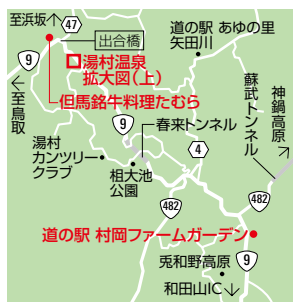 至浜坂
47
出合橋
道の駅 あゆの里
矢田川
9
湯村温泉
拡大図(上)
至鳥取
但馬銘牛料理たむら
神鍋高原
蘇武トンネル
9
春来トンネル
湯村
カンツリー
クラブ
4
柤大池
公園
482
482
道の駅 村岡ファームガーデン
9
兎和野高原
和田山IC